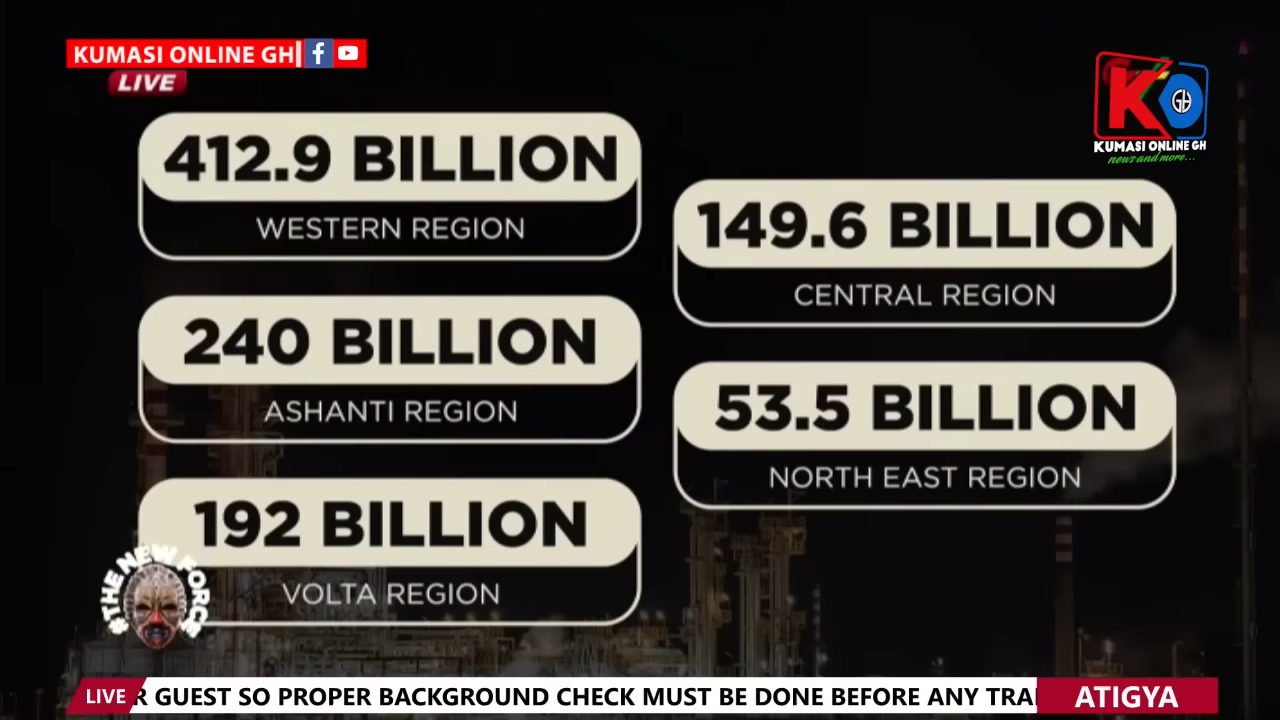 KUMASI ONLINE GH
LIVE
KO
GH
KUMASI ONLINE GH
news and more...
412.9 BILLION
WESTERN REGION
149.6 BILLION
CENTRAL REGION
240 BILLION
ASHANTI REGION
53.5 BILLION
NORTH EAST REGION
192 BILLION
VOLTA REGION
#THE NEW FORCE
LIVE
R GUEST SO PROPER BACKGROUND CHECK MUST BE DONE BEFORE ANY TRA
ATIGYA